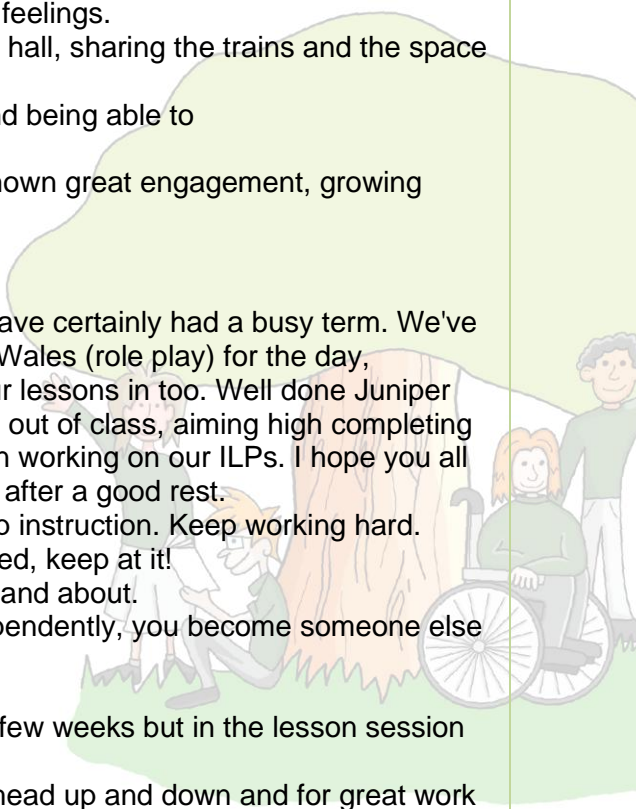 feelings.
hall, sharing the trains and the space
d being able to
own great engagement, growing
ave certainly had a busy term. We've
Wales (role play) for the day,
r lessons in too. Well done Juniper
out of class, aiming high completing
n working on our ILPs. I hope you all
after a good rest.
o instruction. Keep working hard.
ed, keep at it!
and about.
pendently, you become someone else
few weeks but in the lesson session
head up and down and for great work